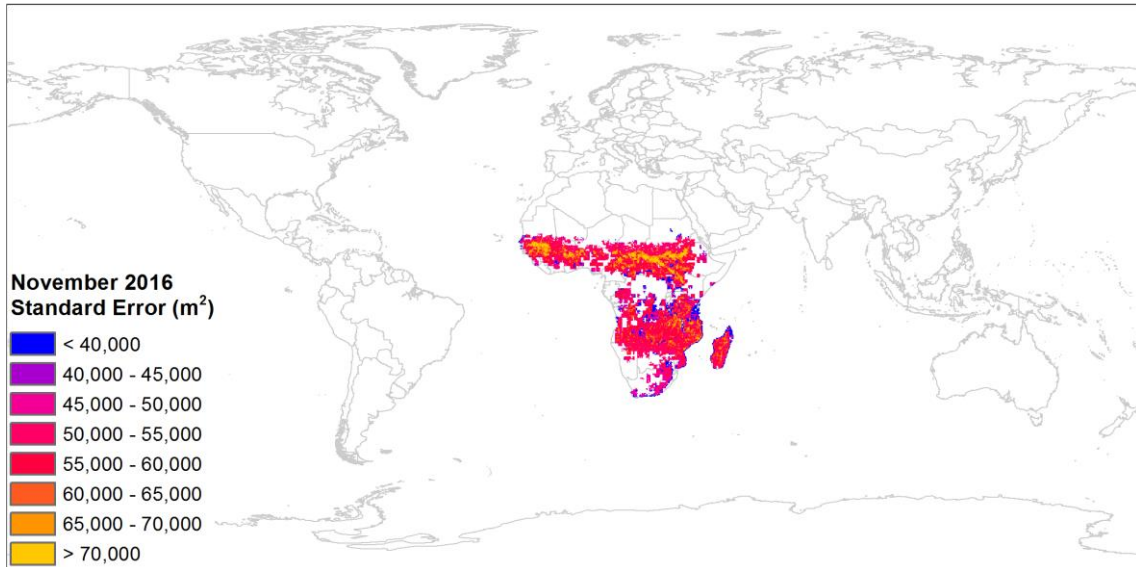 November 2016
Standard Error (m²)
< 40,000
40,000 - 45,000
45,000 - 50,000
50,000 - 55,000
55,000 - 60,000
60,000 - 65,000
65,000 - 70,000
> 70,000